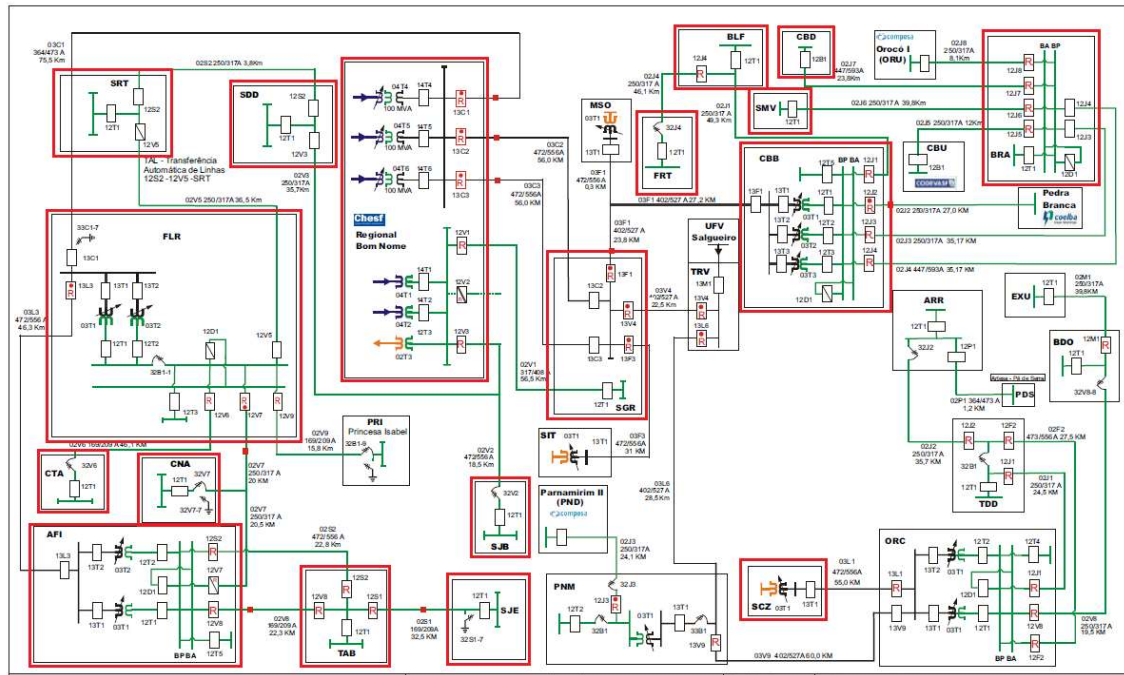 03C1
364/473 A
75,5 Km
SRT
02S2 250/317A 3,8Km
12S2
12T1
12V5
TAL - Transferência
Automática de Linhas
12S2 -12V5 -SRT
SDD
12S2
12T1
12V3
02V3
250/317A
35,7Km
02V5 250/317A 36,5 Km
04T4
14T4
100 MVA
13C1
04T5
14T5
100 MVA
13C2
04T6
14T6
100 MVA
13C3
Chesf
Regional
Bom Nome
14T1
04T1
14T2
04T2
12T3
02T3
12V1
12V2
12V3
03C2
472/556A
56,0 Km
03C3
472/556A
56,0 Km
02V1
317/408 A
56,5 Km
MSO
03T1
13T1
03F1
472/556 A
0,3 KM
03F1 402/527 A 27,2 KM
03F1
402/527 A
23,8 KM
13F1
13C2
13V4
13C3
13F3
12T1
SGR
03V4
22,5 Km
BLF
12J4
12T1
02J4
250/317 A
46,1 Km
02J1
250/317 A
49,3 Km
32J4
12T1
FRT
CBD
12B1
02J7
447/593A
23,8Km
SMV
12T1
02J6 250/317A 39,8Km
02J5 250/317A 12Km
compesa
Orocó I
(ORU)
02J8
250/317 A
8,1Km
BA BP
12J8
12J7
12J6
12J5
12J4
12J3
BRA
12T1
12D1
CBU
12B1
CODEVASF
CBB
BP BA
12T5
12J1
13F1
13T1
12T1
12J2
03T1
13T2
12T2
12J3
03T2
13T3
12T3
12J4
03T3
12D1
02J2 250/317 A 27,0 KM
Pedra
Branca
coelba
02J3 250/317A 35,17 KM
02J4 447/593A 35,17 KM
UFV
Salgueiro
TRV
13M1
13V4
13L6
FLR
33C1-7
13C1
13L3
13T1
13T2
03T1
03T2
12T1
12T2
12D1
12V5
32B1-1
12T3
12V6
12V7
12V9
03L3
472/556 A
46,3 Km
02V6 169/209 A 46,1 KM
02V9
169/209 A
15,8 Km
PRI
Princesa Isabel
32B1-9
CTA
32V6
12T1
CNA
32V7
12T1
32V7-7
02V7
250/317 A
20 KM
02V7
250/317 A
20,5 KM
02V2
472/556 A
18,5 Km
32V2
12T1
SJB
SIT
03T1
13T1
03F3
472/556 A
31 KM
03L6
402/527 A
28,5 Km
ARR
12T1
32J2
12P1
PDS
02P1 364/473 A
1,2 KM
EXU
12T1
02M1
250/317 A
39,8KM
BDO
12T1
12M1
32V8-8
02J2
250/317 A
35,7 KM
12J2
12F2
32B1
12J1
12T1
TDD
02F2
473/556 A 27,5 KM
02J1
250/317 A
24,5 KM
AFI
13L3
13T2
12T2
03T2
12D1
13T1
12T1
03T1
12S2
12V7
12V8
12T5
BP BA
02S2
472/556 A
22,8 KM
02V8
169/209 A
22,3 KM
12S2
12V8
12S1
12T1
TAB
02S1
169/209A
32,5 KM
12T1
SJE
32S1-7
Parnamirim II
(PND)
compesa
02J3
250/317A
24,1 KM
32J3
PNM
12J3
12T2
32B1
03T1
13T1
33B1
13V9
03V9 402/527A 60,0 KM
SCZ
03T1
13T1
03L1
472/556A
55,0 KM
ORC
13L1
13V9
13T2
12T2
12T4
03T1
12D1
12J1
13T1
12T1
12V8
03T1
12F2
BP BA
02V8
250/317 A
19,5 KM